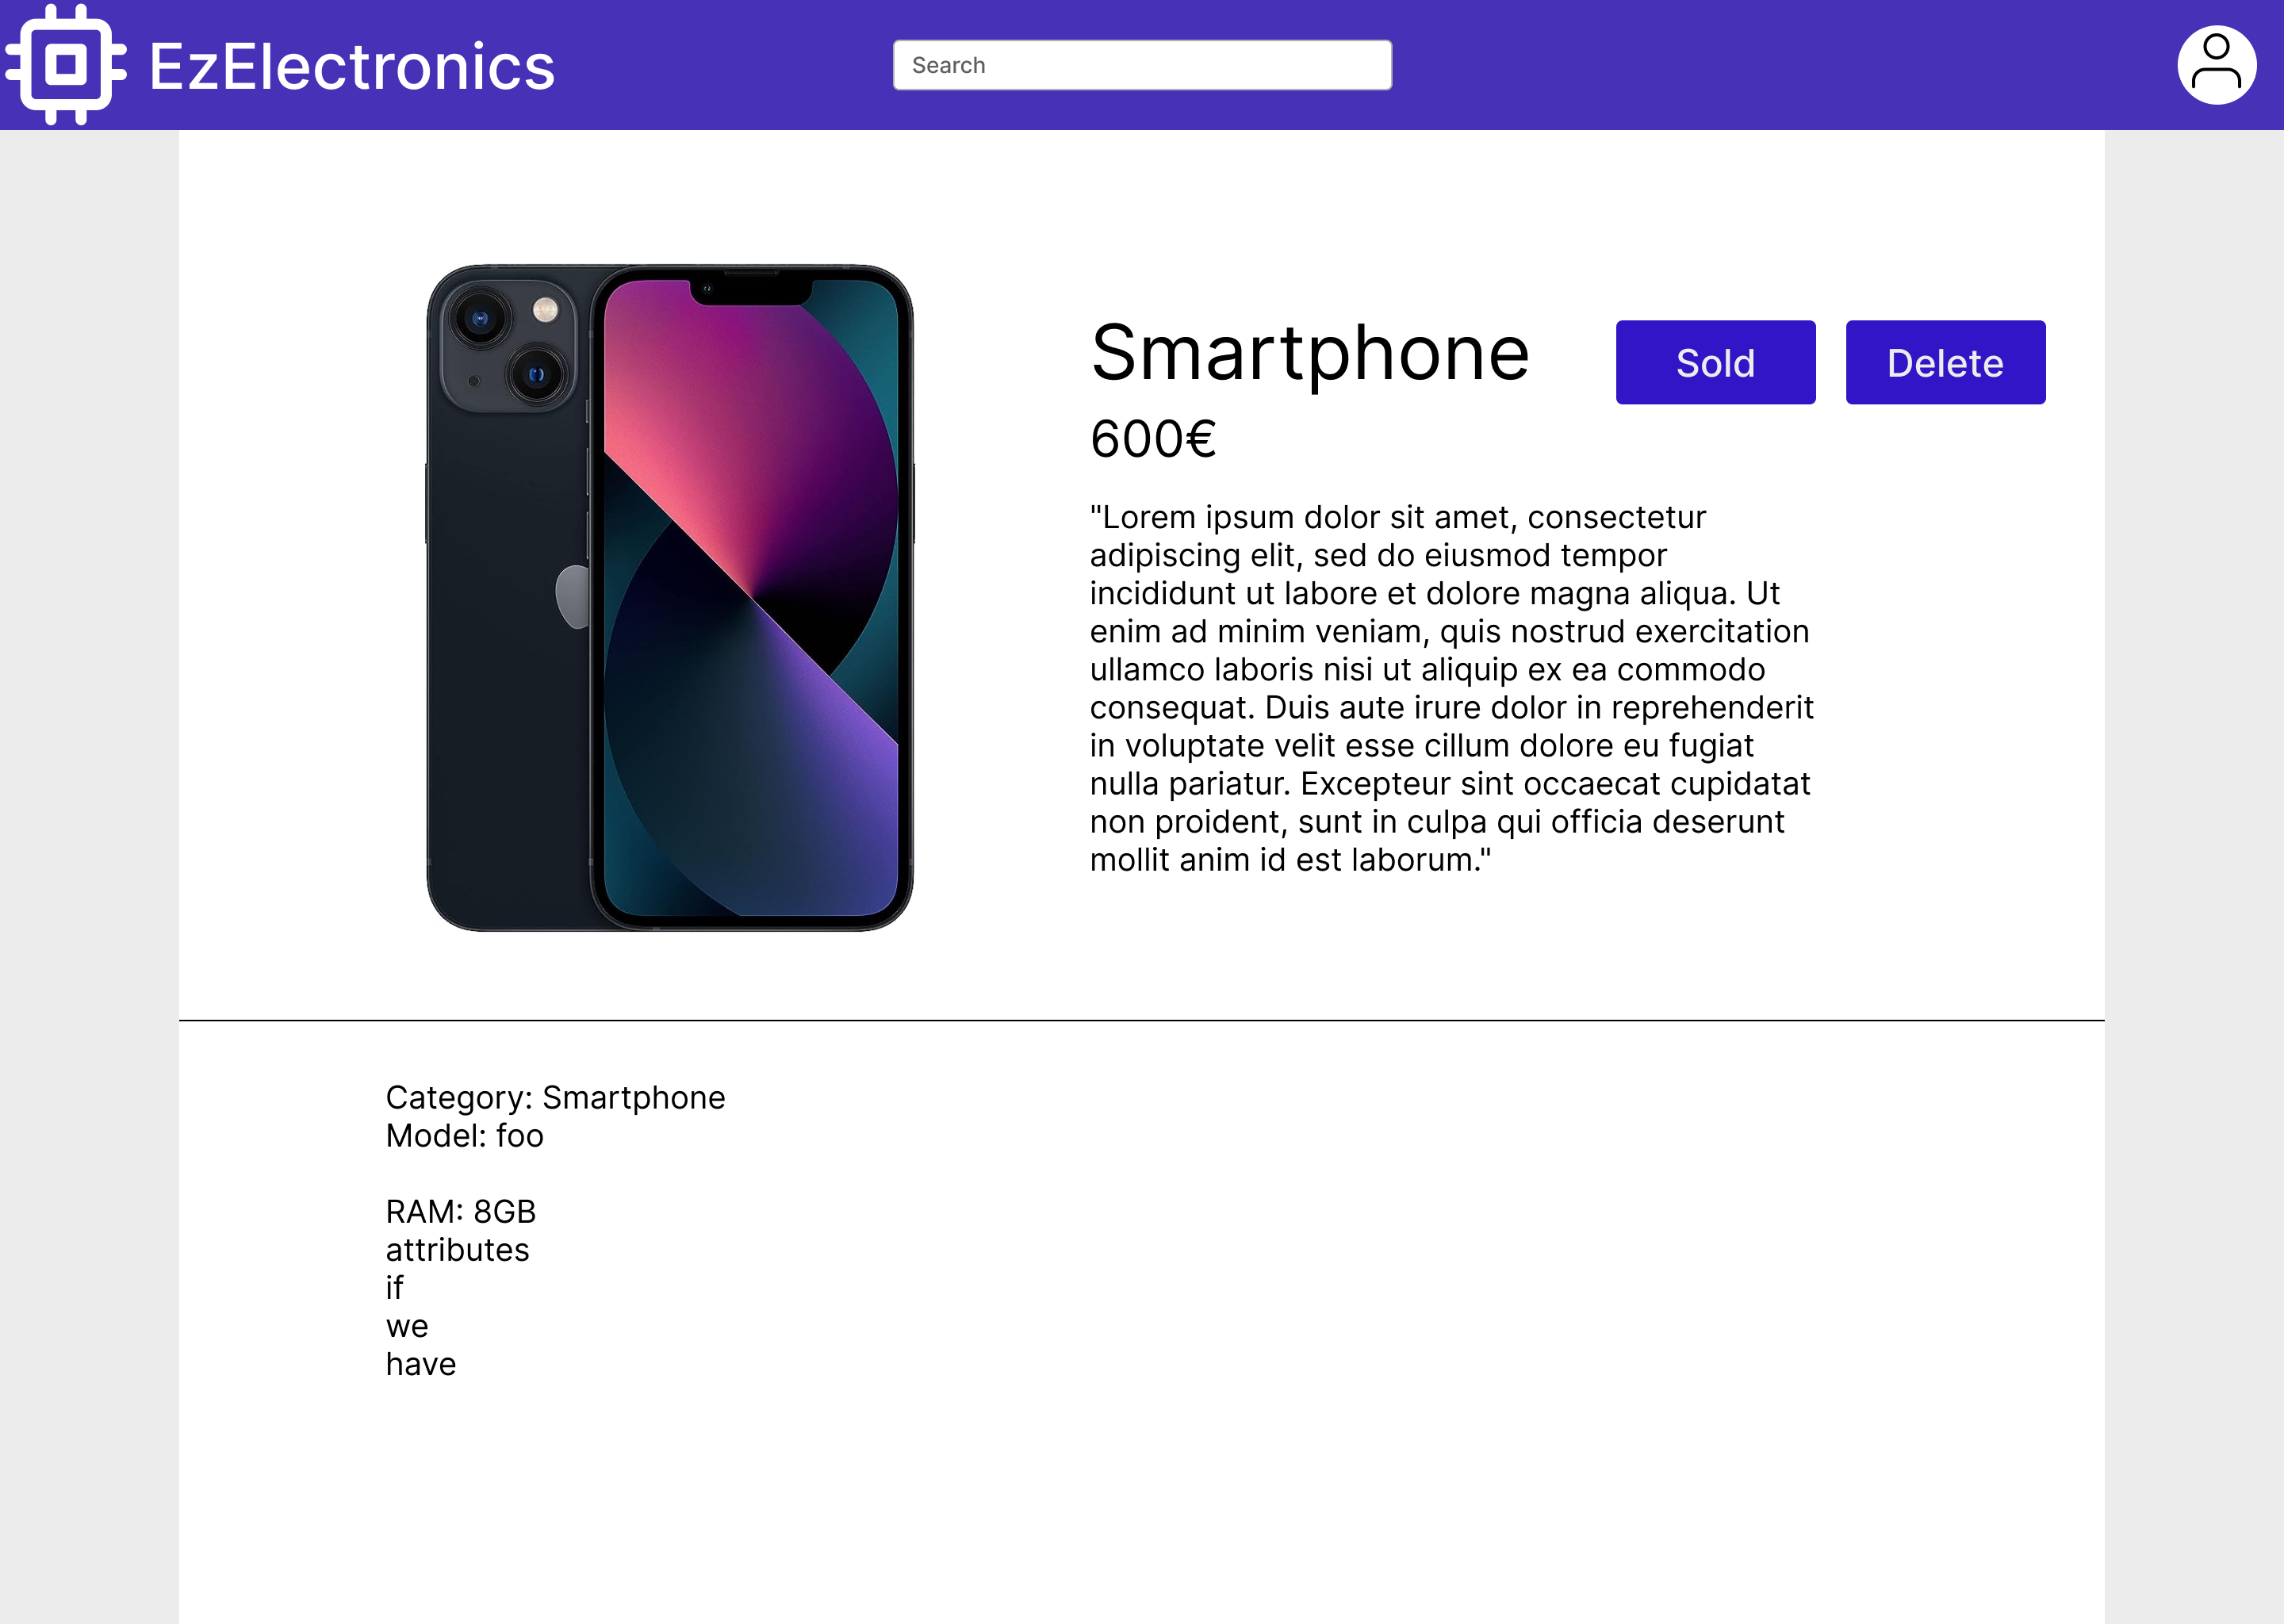 EzElectronics
Search
Smartphone
Sold
Delete
600€
"Lorem ipsum dolor sit amet, consectetur
adipiscing elit, sed do eiusmod tempor
incididunt ut labore et dolore magna aliqua. Ut
enim ad minim veniam, quis nostrud exercitation
ullamco laboris nisi ut aliquip ex ea commodo
consequat. Duis aute irure dolor in reprehenderit
in voluptate velit esse cillum dolore eu fugiat
nulla pariatur. Excepteur sint occaecat cupidatat
non proident, sunt in culpa qui officia deserunt
mollit anim id est laborum."
Category: Smartphone
Model: foo
RAM: 8GB
attributes
if
we
have